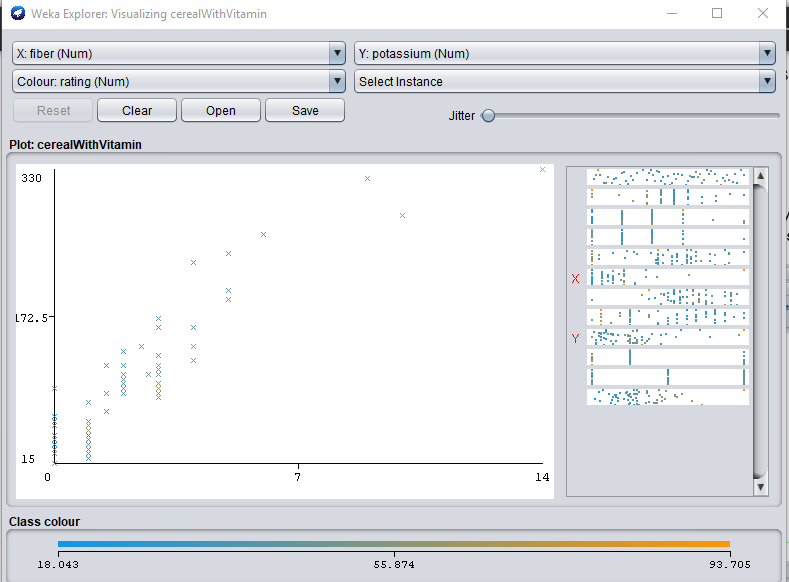 Weka Explorer: Visualizing cerealWithVitamin
X: fiber (Num) Y: potassium (Num)
Colour: rating (Num) Select Instance
Reset Clear Open Save Jitter
Plot: cerealWithVitamin
330
172.5
15
0 7 14
X
Y
Class colour
18.043 55.874 93.705